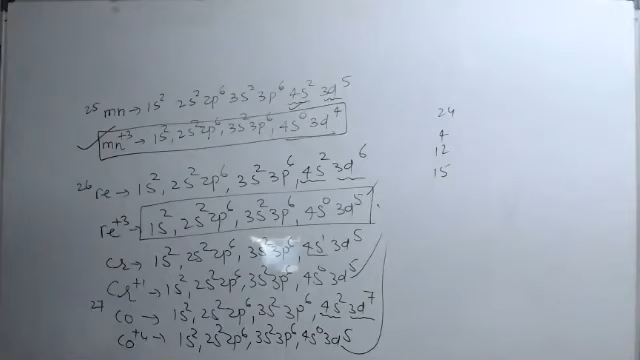 25 mn → 1s² 2s² 2p⁶ 3s² 3p⁶ 4s² 3d⁵
mn⁺³ → 1s², 2s² 2p⁶, 3s² 3p⁶, 4s⁰ 3d⁴
26 Fe → 1s², 2s² 2p⁶, 3s² 3p⁶, 4s² 3d⁶
Fe⁺³ → 1s², 2s² 2p⁶, 3s² 3p⁶, 4s⁰ 3d⁵
Cr → 1s², 2s² 2p⁶, 3s² 3p⁶, 4s¹ 3d⁵
Cr⁺¹ → 1s², 2s² 2p⁶, 3s² 3p⁶, 4s⁰ 3d⁵
27 Co → 1s², 2s² 2p⁶, 3s² 3p⁶, 4s² 3d⁷
Co⁺⁴ → 1s², 2s² 2p⁶, 3s² 3p⁶, 4s⁰ 3d⁵
24
4
12
15